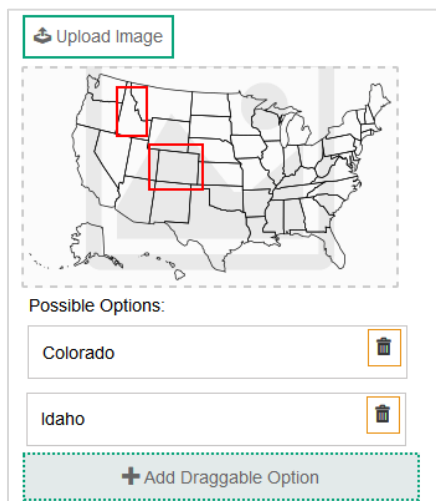 Upload Image
Possible Options:
Colorado
Idaho
Add Draggable Option